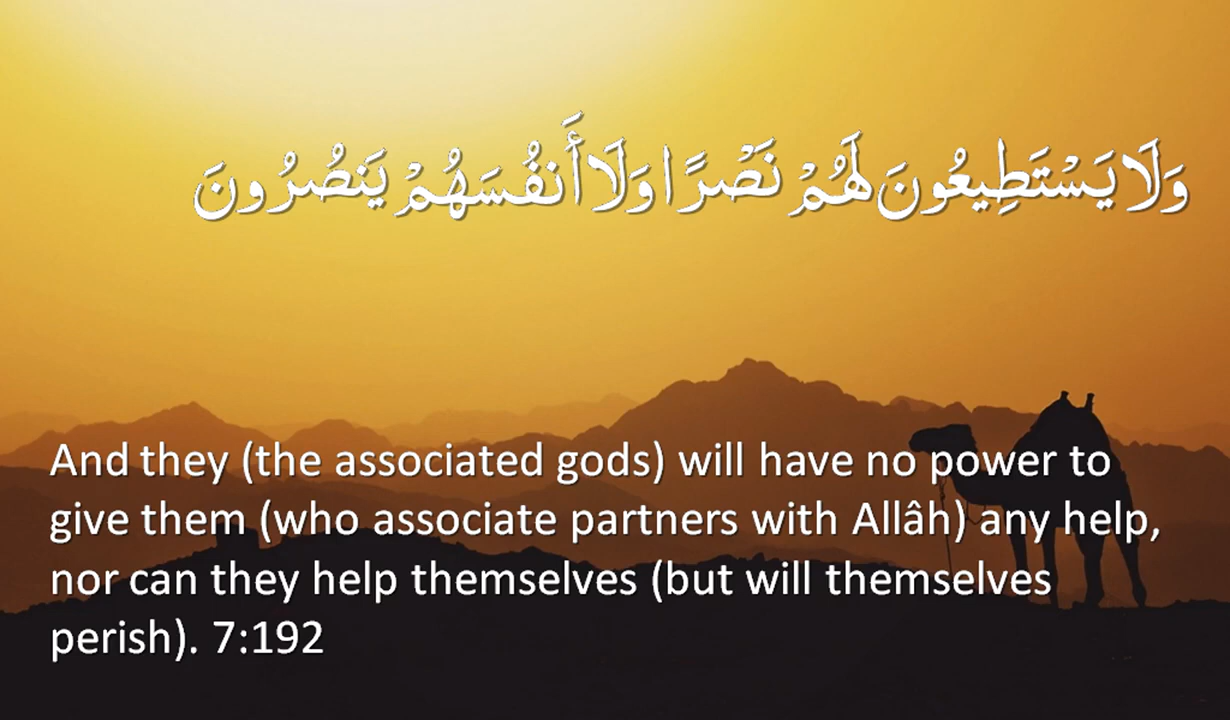 وَلَا يَسْتَطِيعُونَ لَهُمْ نَصْرًا وَلَا أَنفُسَهُمْ يَنصُرُونَ
And they (the associated gods) will have no power to
give them (who associate partners with Allâh) any help,
nor can they help themselves (but will themselves
perish). 7:192